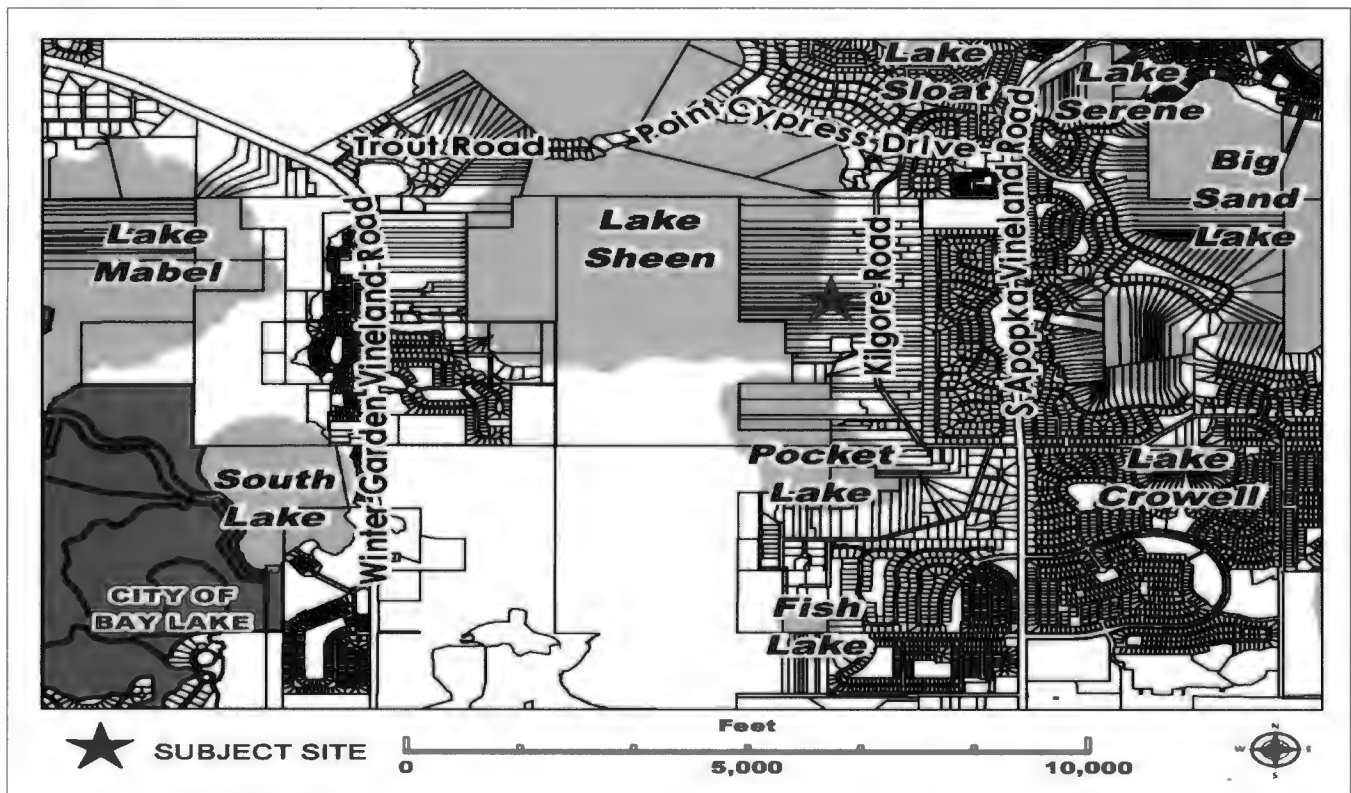 Lake
Sloat
Lake
Serene
Trout Road
Point Cypress Drive
Big
Sand
Lake
Lake
Mabel
Lake
Sheen
Winter Garden Vineland Road
Kilgore Road
S Apopka Vineland Road
South
Lake
Pocket
Lake
Lake
Crowell
CITY OF
BAY LAKE
Fish
Lake
SUBJECT SITE
Feet
0
5,000
10,000
N
W
E
S